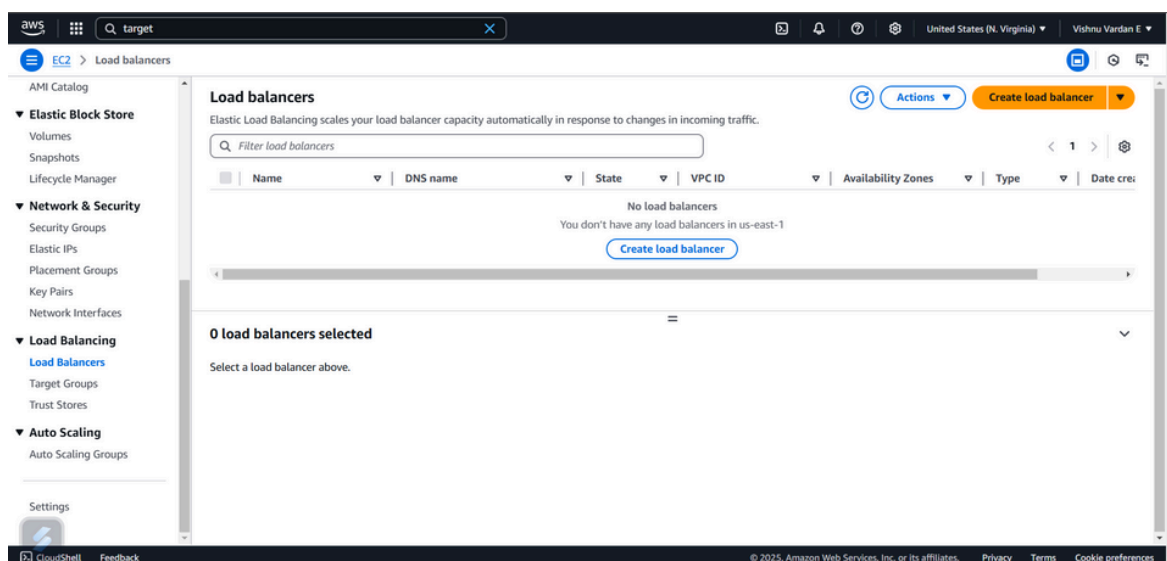 aws
target
United States (N. Virginia)
Vishnu Vardan E
EC2 > Load balancers
AMI Catalog
Elastic Block Store
Volumes
Snapshots
Lifecycle Manager
Network & Security
Security Groups
Elastic IPs
Placement Groups
Key Pairs
Network Interfaces
Load Balancing
Load Balancers
Target Groups
Trust Stores
Auto Scaling
Auto Scaling Groups
Settings
Load balancers
Actions
Create load balancer
Elastic Load Balancing scales your load balancer capacity automatically in response to changes in incoming traffic.
Filter load balancers
< 1 >
Name DNS name State VPC ID Availability Zones Type Date crea
No load balancers
You don't have any load balancers in us-east-1
Create load balancer
0 load balancers selected
Select a load balancer above.
CloudShell Feedback
© 2025, Amazon Web Services, Inc. or its affiliates. Privacy Terms Cookie preferences